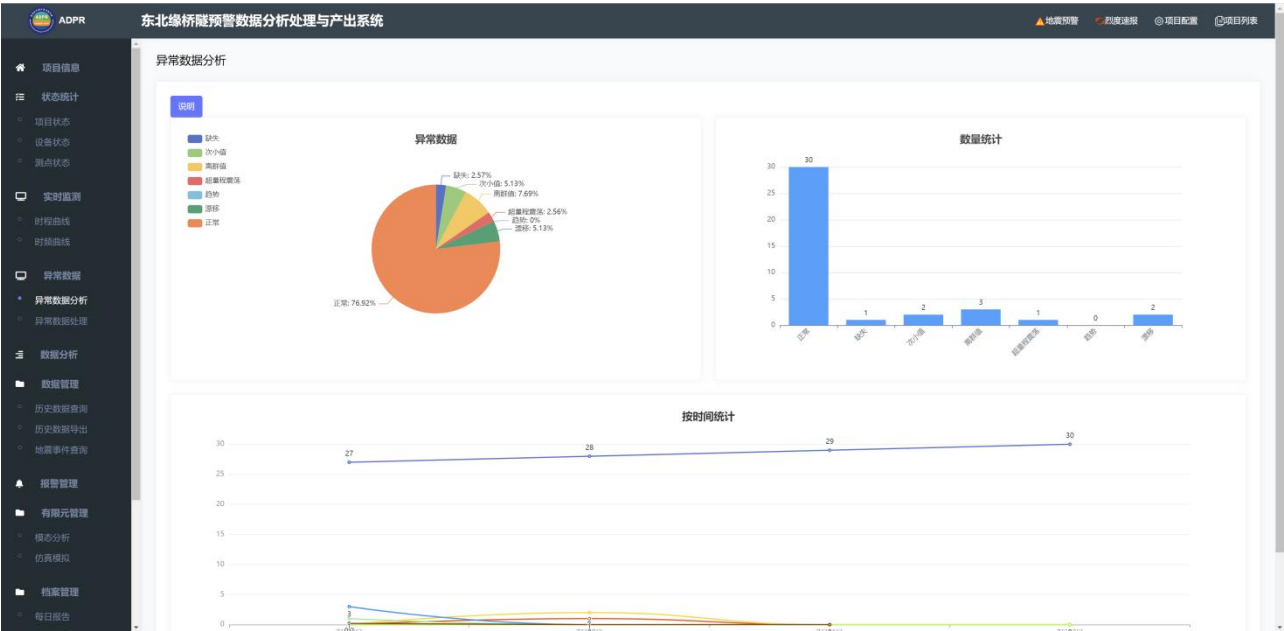 ADPR
ADPR
东北缘桥隧预警数据分析处理与产出系统
地震预警
烈度速报
项目配置
项目列表
项目信息
状态统计
项目状态
设备状态
测点状态
实时监测
时程曲线
时频曲线
异常数据
异常数据分析
异常数据处理
数据分析
数据管理
历史数据查询
历史数据导出
地震事件查询
报警管理
有限元管理
模态分析
仿真模拟
档案管理
每日报告
异常数据分析
说明
缺失
次小值
离群值
超量程震荡
趋势
漂移
正常
异常数据
缺失: 2.57%
次小值: 5.13%
离群值: 7.69%
超量程震荡: 2.56%
趋势: 0%
漂移: 5.13%
正常: 76.92%
数量统计
30
25
20
15
10
5
0
30
1
2
3
1
0
2
正常
缺失
次小值
离群值
超量程震荡
趋势
漂移
按时间统计
30
25
20
15
10
5
0
27
28
29
30
3
2